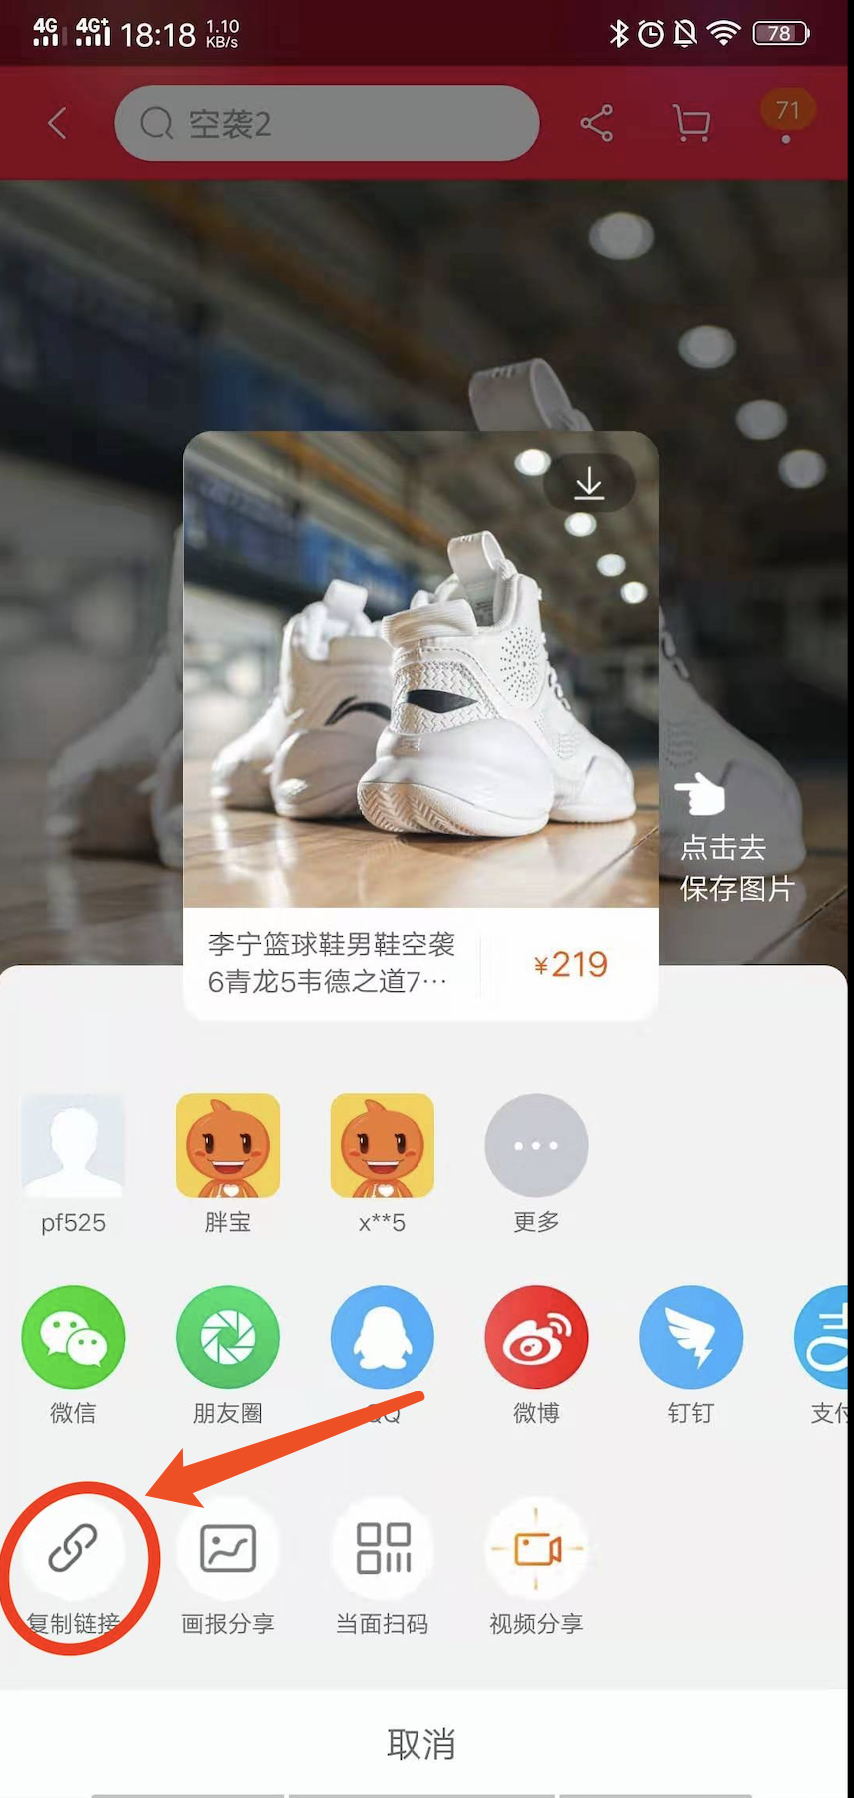 4G 4G+ 18:18 1.10 KB/s 78
空袭2
71
点击去
保存图片
李宁篮球鞋男鞋空袭
6青龙5韦德之道7…
¥219
pf525 胖宝 x**5 更多
微信 朋友圈 QQ 微博 钉钉 支付
复制链接 画报分享 当面扫码 视频分享
取消